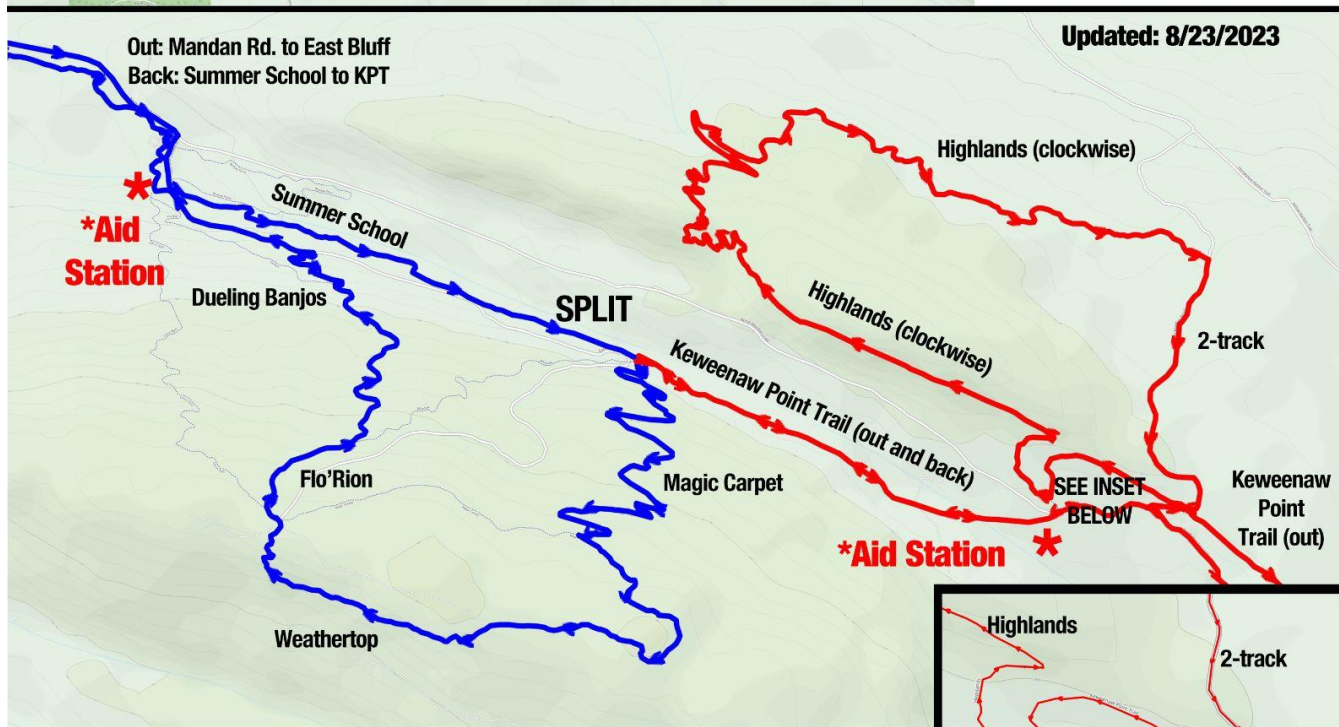 Out: Mandan Rd. to East Bluff
Back: Summer School to KPT
Updated: 8/23/2023
Highlands (clockwise)
*
*Aid
Station
Summer School
Dueling Banjos
SPLIT
Highlands (clockwise)
2-track
Keweenaw Point Trail (out and back)
Flo'Rion
Magic Carpet
SEE INSET
BELOW
Keweenaw
Point
Trail (out)
*Aid Station
*
Weathertop
Highlands
2-track